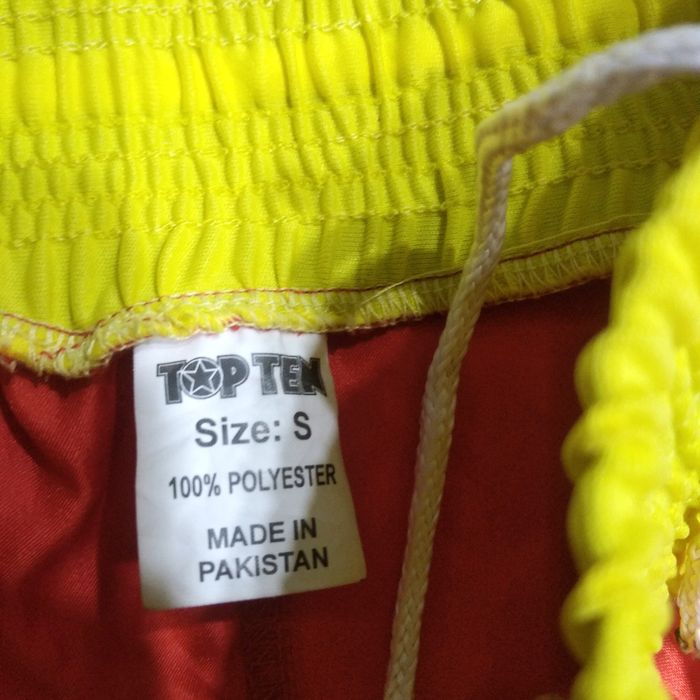 TOP TEN
Size: S
100% POLYESTER
MADE IN
PAKISTAN